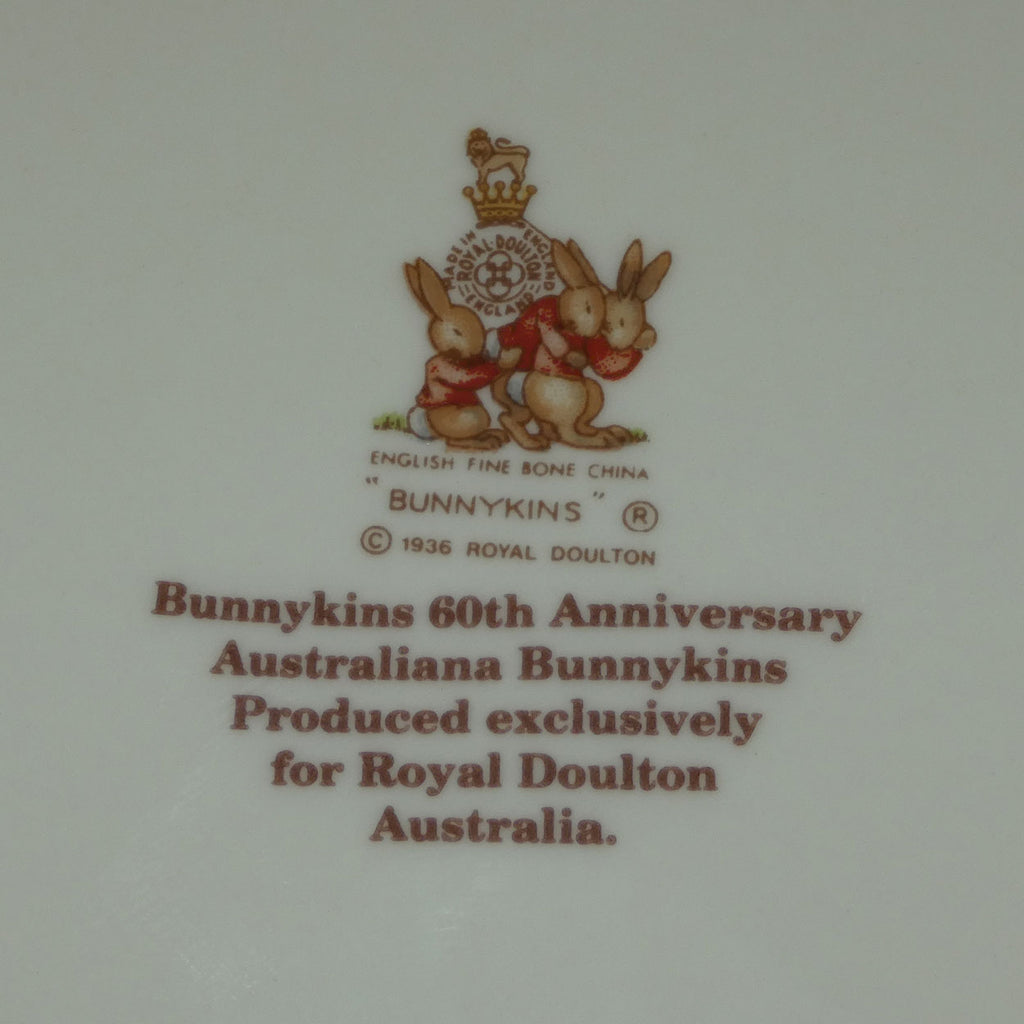 MADE IN ENGLAND
ROYAL·DOULTON
ENGLAND
ENGLISH FINE BONE CHINA
"BUNNYKINS" ®
© 1936 ROYAL DOULTON
Bunnykins 60th Anniversary
Australiana Bunnykins
Produced exclusively
for Royal Doulton
Australia.